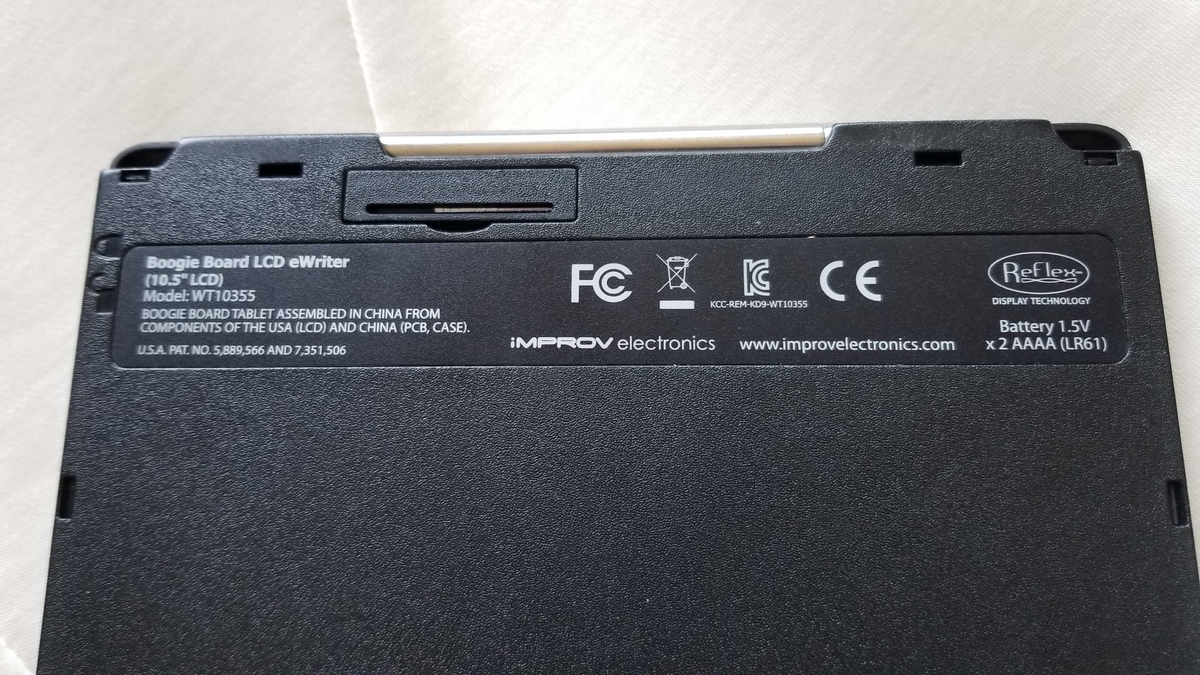 Boogie Board LCD eWriter
(10.5" LCD)
Model: WT10355
BOOGIE BOARD TABLET ASSEMBLED IN CHINA FROM
COMPONENTS OF THE USA (LCD) AND CHINA (PCB, CASE).
U.S.A. PAT. NO. 5,889,566 AND 7,351,506
FC
KCC-REM-KD9-WT10355
CE
iMPROV electronics
www.improvelectronics.com
Reflex
DISPLAY TECHNOLOGY
Battery 1.5V
x 2 AAAA (LR61)